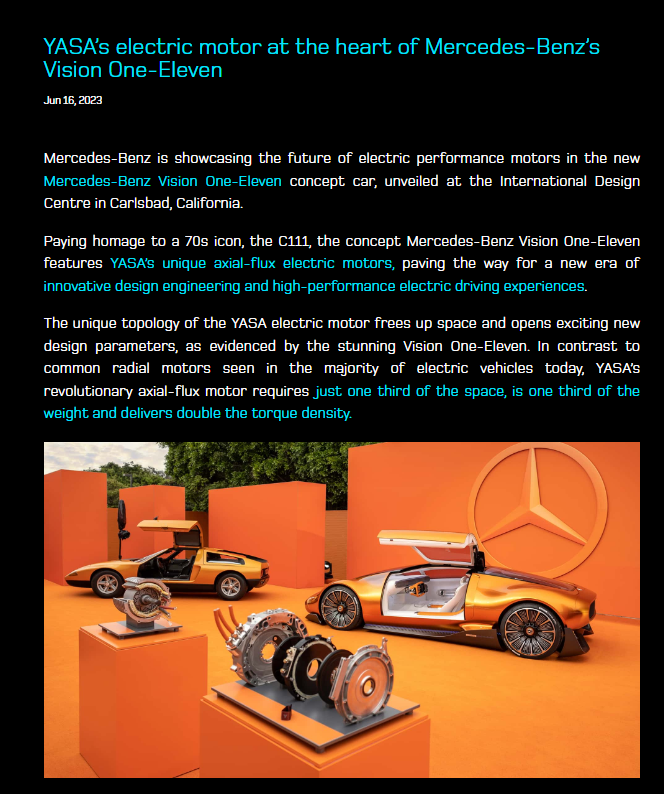 YASA's electric motor at the heart of Mercedes-Benz's
Vision One-Eleven
Jun 16, 2023
Mercedes-Benz is showcasing the future of electric performance motors in the new
Mercedes-Benz Vision One-Eleven concept car, unveiled at the International Design
Centre in Carlsbad, California.
Paying homage to a 70s icon, the C111, the concept Mercedes-Benz Vision One-Eleven
features YASA's unique axial-flux electric motors, paving the way for a new era of
innovative design engineering and high-performance electric driving experiences.
The unique topology of the YASA electric motor frees up space and opens exciting new
design parameters, as evidenced by the stunning Vision One-Eleven. In contrast to
common radial motors seen in the majority of electric vehicles today, YASA's
revolutionary axial-flux motor requires just one third of the space, is one third of the
weight and delivers double the torque density.